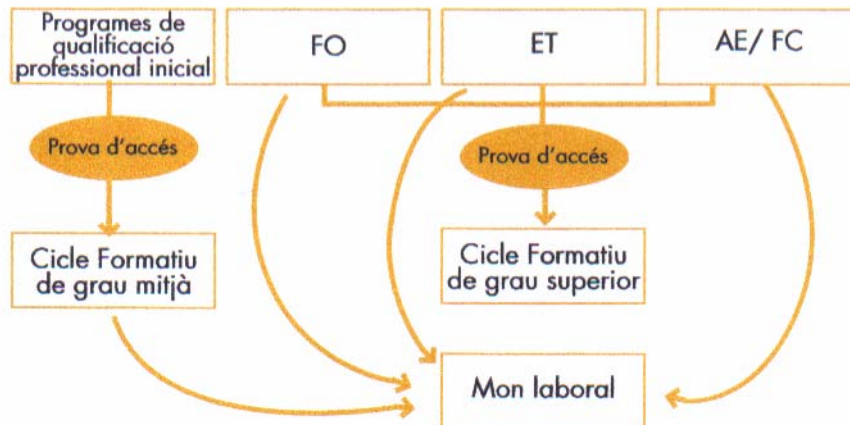 Programes de
qualificació
professional inicial
FO
ET
AE/ FC
Prova d'accés
Prova d'accés
Cicle Formatiu
de grau mitjà
Cicle Formatiu
de grau superior
Mon laboral